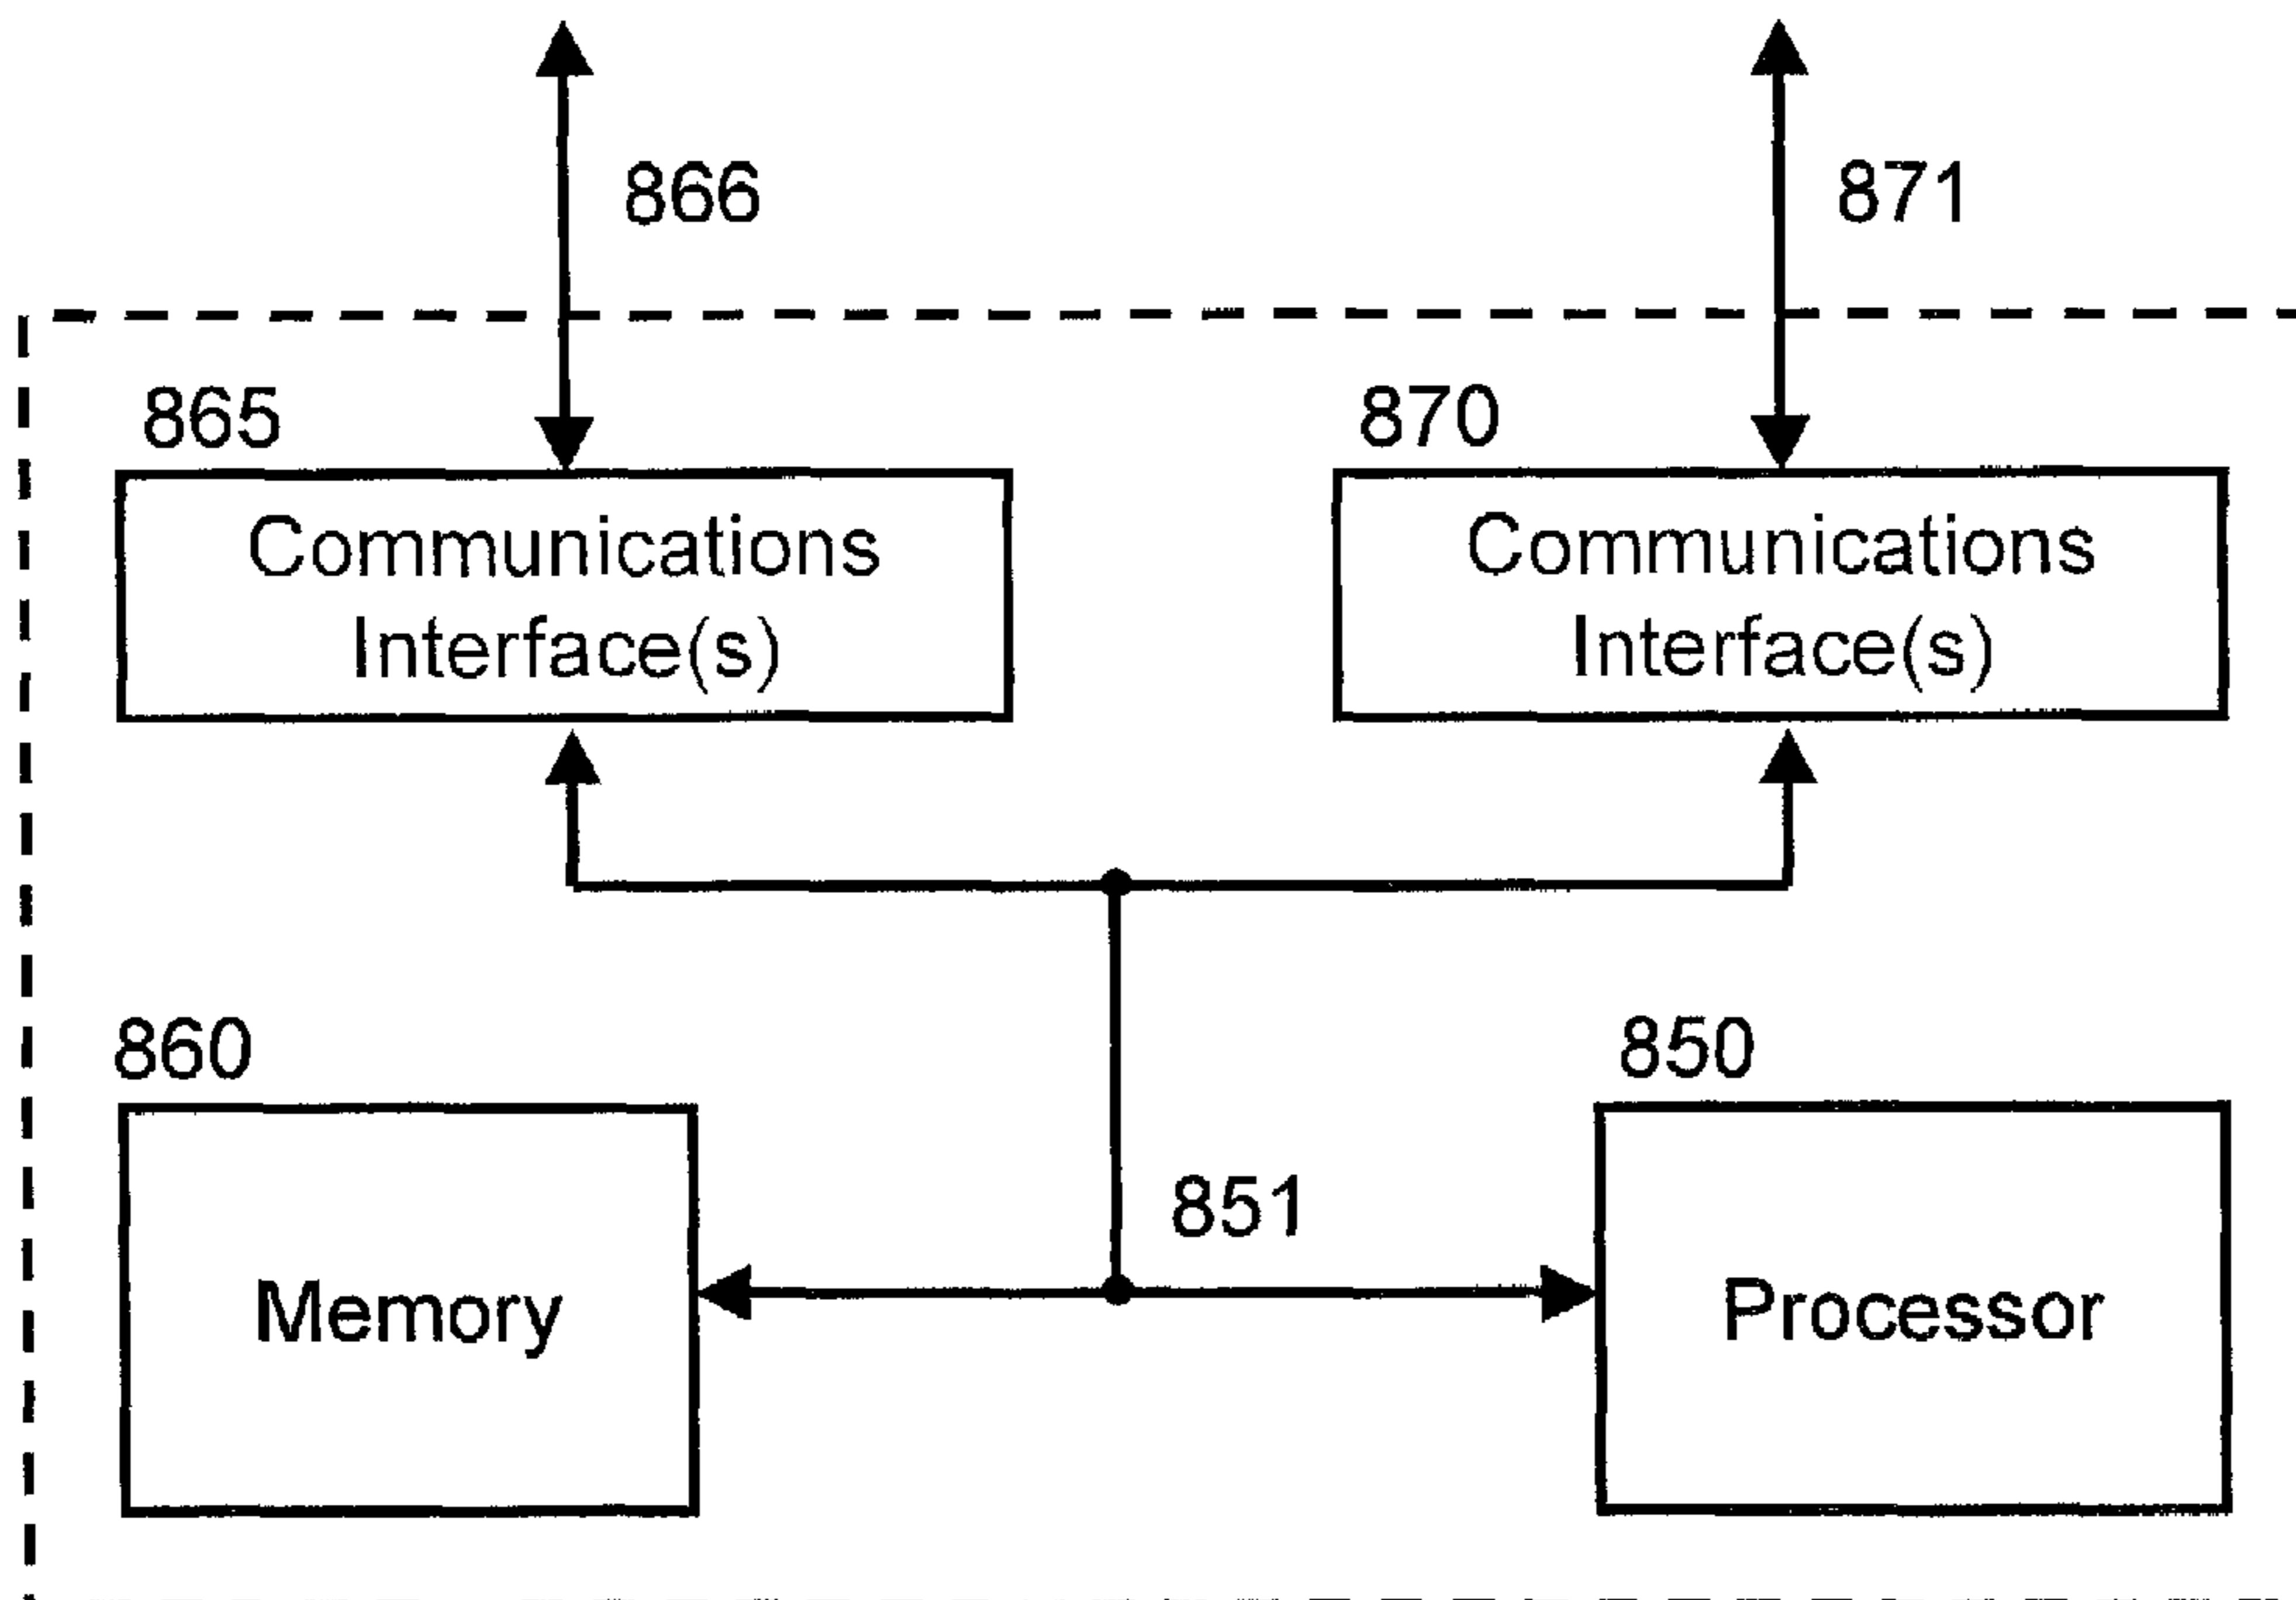 866
871
865
870
Communications
Interface(s)
Communications
Interface(s)
860
850
851
Memory
Processor